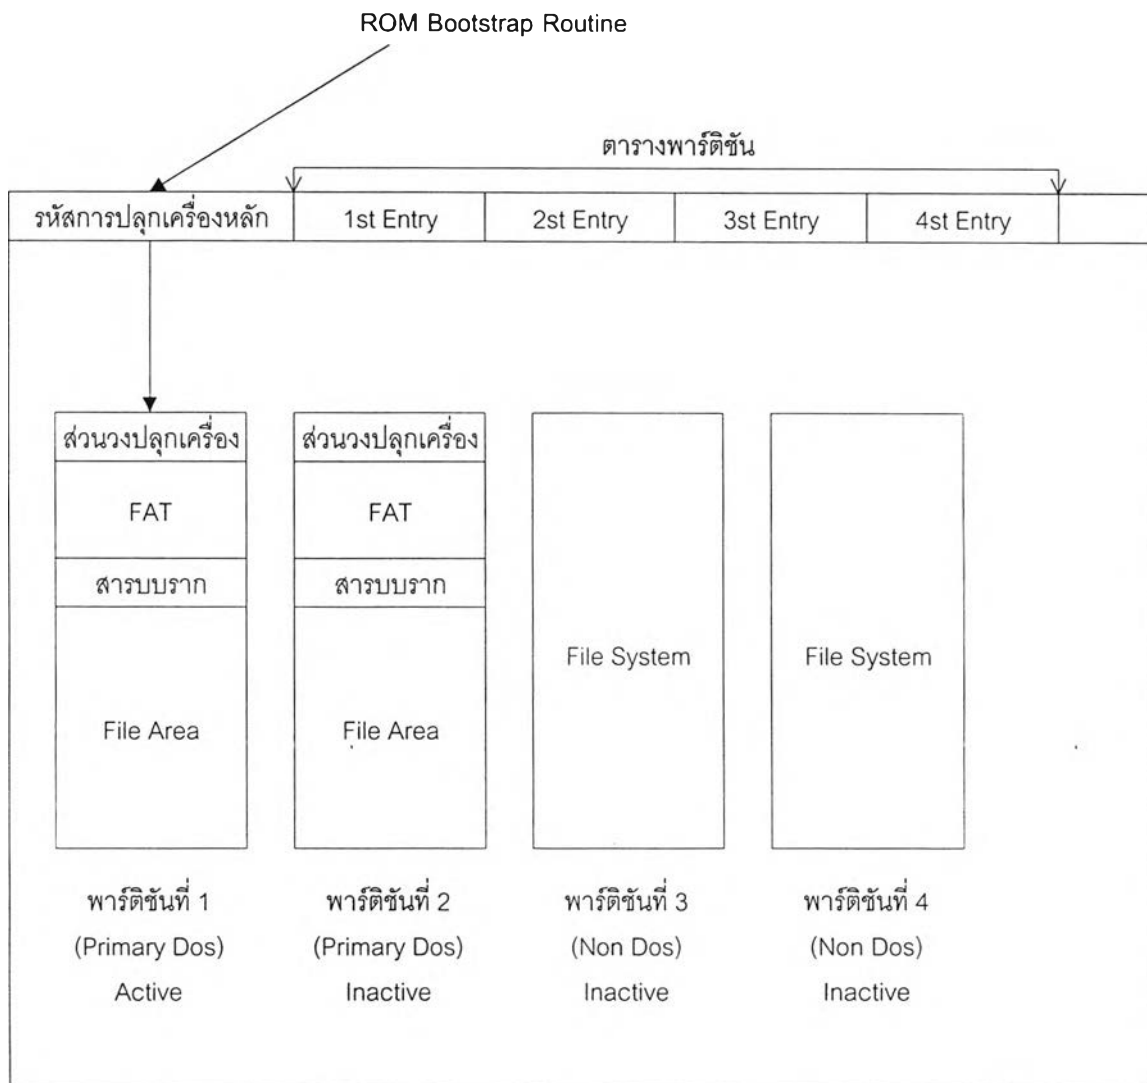 ROM Bootstrap Routine
ตารางพาร์ติชัน
รหัสการปลุกเครื่องหลัก 1st Entry 2st Entry 3st Entry 4st Entry
ส่วนวงปลุกเครื่อง ส่วนวงปลุกเครื่อง
FAT FAT
สารบบราก สารบบราก
File System File System
File Area File Area
พาร์ติชันที่ 1 พาร์ติชันที่ 2 พาร์ติชันที่ 3 พาร์ติชันที่ 4
(Primary Dos) (Primary Dos) (Non Dos) (Non Dos)
Active Inactive Inactive Inactive